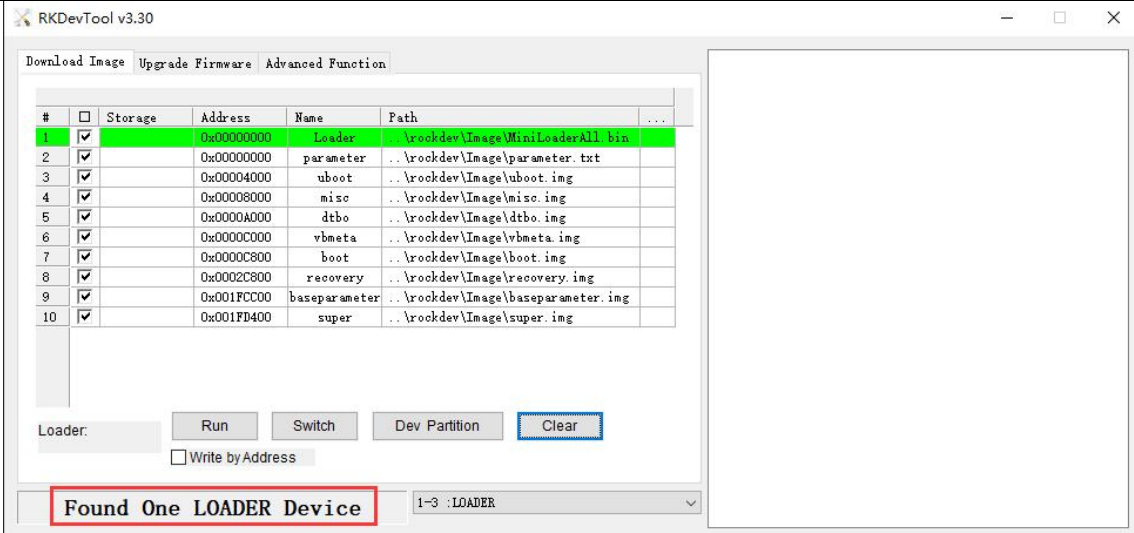 RKDevTool v3.30
Download Image Upgrade Firmware Advanced Function
# Storage Address Name Path ...
1 0x00000000 Loader ..\rockdev\Image\MiniLoaderAll.bin
2 0x00000000 parameter ..\rockdev\Image\parameter.txt
3 0x00004000 uboot ..\rockdev\Image\uboot.img
4 0x00008000 misc ..\rockdev\Image\misc.img
5 0x0000A000 dtbo ..\rockdev\Image\dtbo.img
6 0x0000C000 vbmeta ..\rockdev\Image\vbmeta.img
7 0x0000C800 boot ..\rockdev\Image\boot.img
8 0x0002C800 recovery ..\rockdev\Image\recovery.img
9 0x001FCC00 baseparameter ..\rockdev\Image\baseparameter.img
10 0x001FD400 super ..\rockdev\Image\super.img
Loader: Run Switch Dev Partition Clear
Write by Address
Found One LOADER Device 1-3 :LOADER